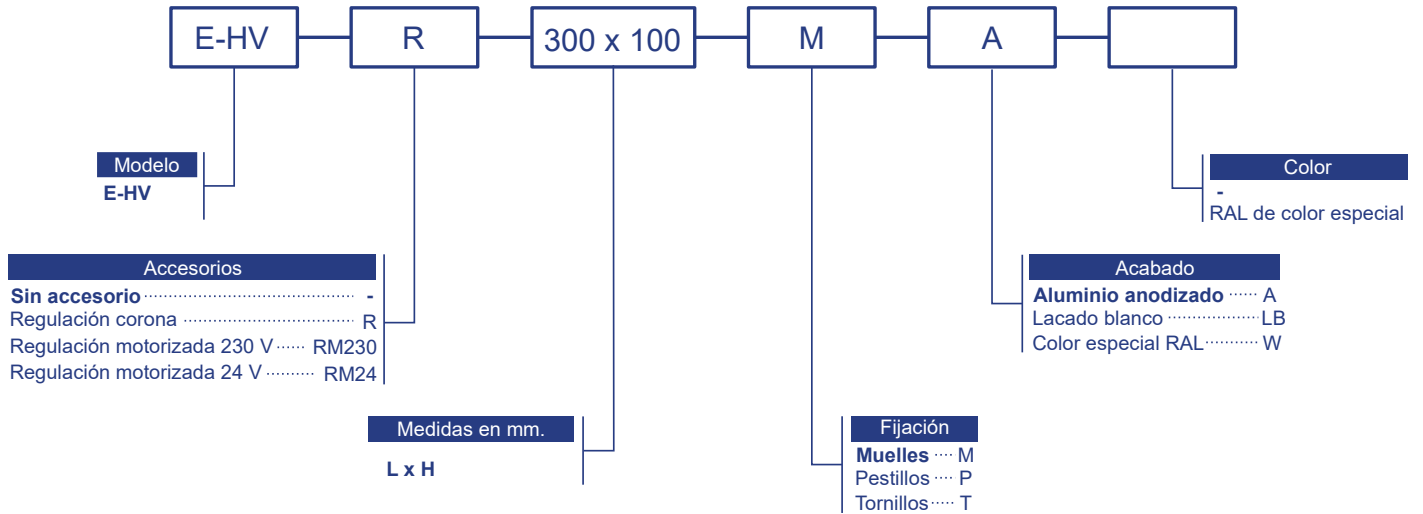 E-HV R 300 x 100 M A
Modelo
E-HV
Color
-
RAL de color especial
Accesorios
Sin accesorio -
Regulación corona R
Regulación motorizada 230 V RM230
Regulación motorizada 24 V RM24
Acabado
Aluminio anodizado A
Lacado blanco LB
Color especial RAL W
Medidas en mm.
L x H
Fijación
Muelles M
Pestillos P
Tornillos T